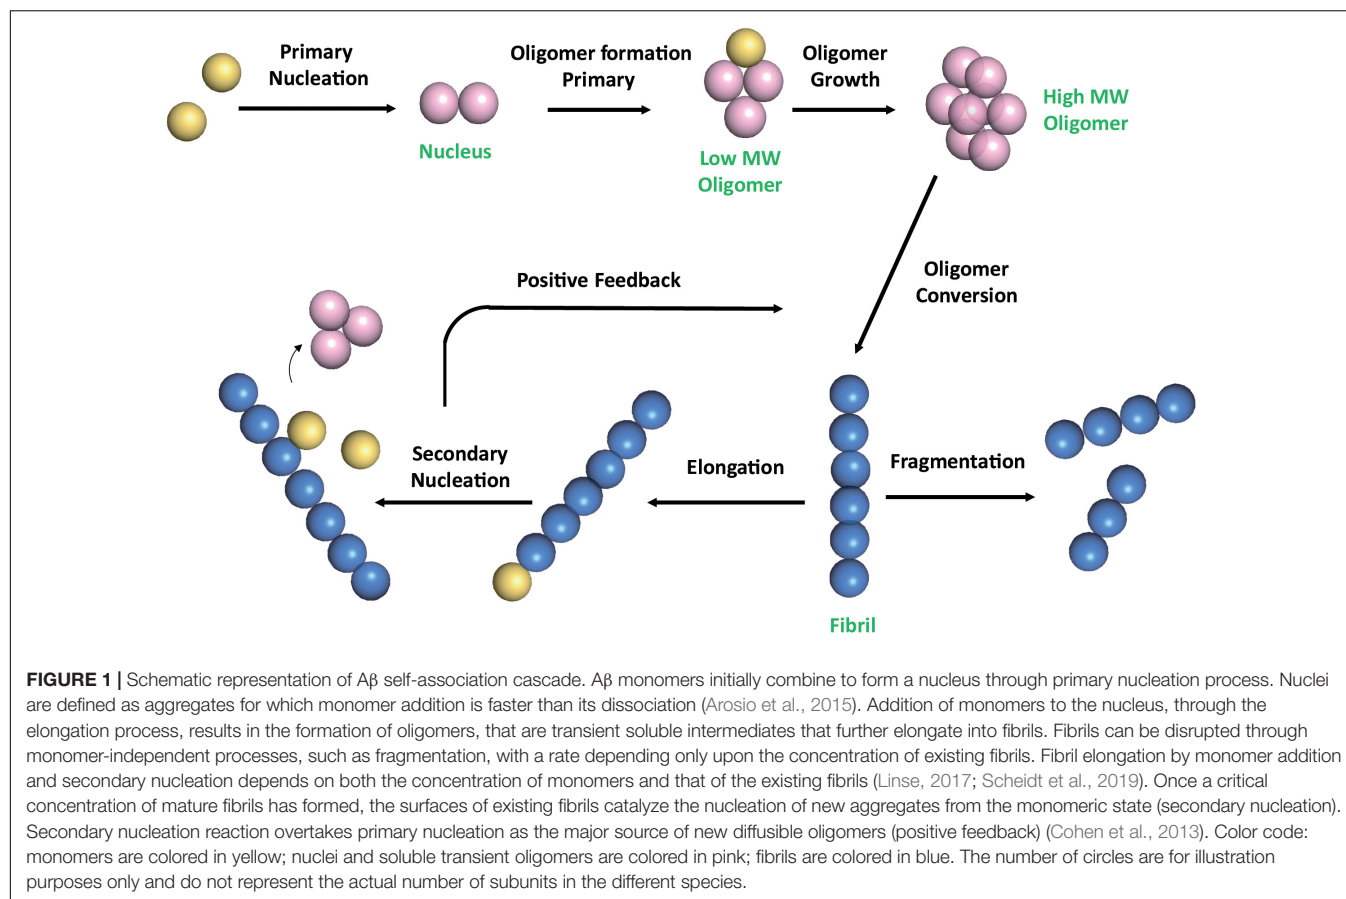 Primary
Nucleation
Oligomer formation
Primary
Oligomer
Growth
High MW
Oligomer
Nucleus
Low MW
Oligomer
Oligomer
Conversion
Positive Feedback
Secondary
Nucleation
Elongation
Fragmentation
Fibril
FIGURE 1 | Schematic representation of Aβ self-association cascade. Aβ monomers initially combine to form a nucleus through primary nucleation process. Nuclei
are defined as aggregates for which monomer addition is faster than its dissociation (Arosio et al., 2015). Addition of monomers to the nucleus, through the
elongation process, results in the formation of oligomers, that are transient soluble intermediates that further elongate into fibrils. Fibrils can be disrupted through
monomer-independent processes, such as fragmentation, with a rate depending only upon the concentration of existing fibrils. Fibril elongation by monomer addition
and secondary nucleation depends on both the concentration of monomers and that of the existing fibrils (Linse, 2017; Scheidt et al., 2019). Once a critical
concentration of mature fibrils has formed, the surfaces of existing fibrils catalyze the nucleation of new aggregates from the monomeric state (secondary nucleation).
Secondary nucleation reaction overtakes primary nucleation as the major source of new diffusible oligomers (positive feedback) (Cohen et al., 2013). Color code:
monomers are colored in yellow; nuclei and soluble transient oligomers are colored in pink; fibrils are colored in blue. The number of circles are for illustration
purposes only and do not represent the actual number of subunits in the different species.